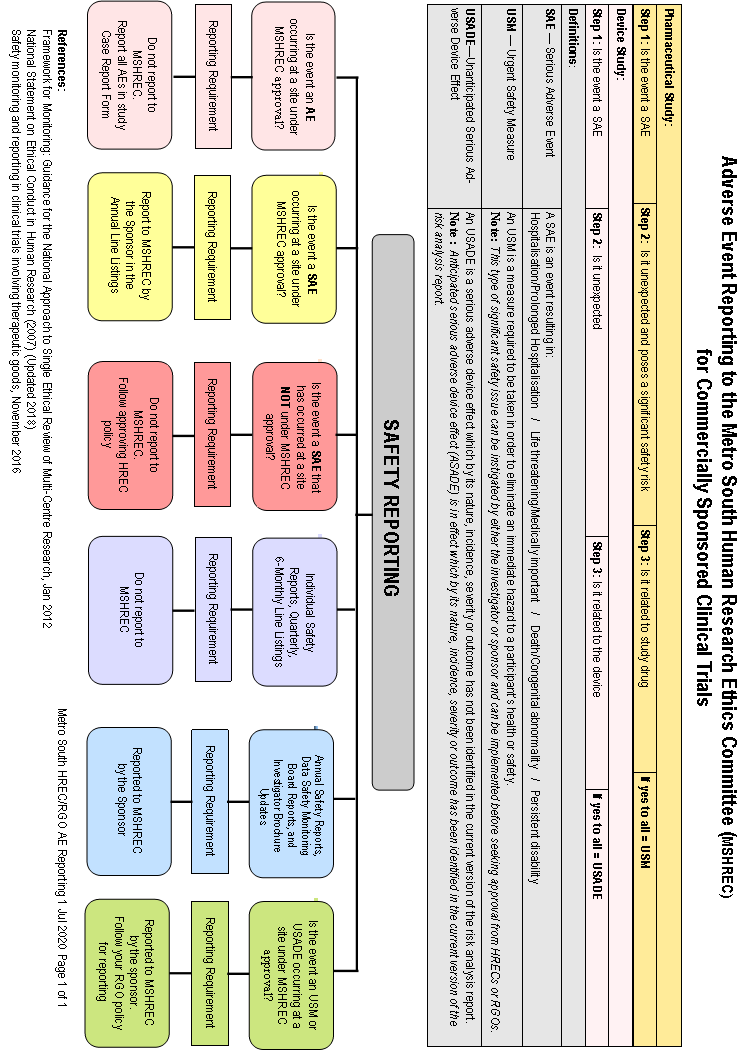 Adverse Event Reporting to the Metro South Human Research Ethics Committee (MSHREC)
for Commercially Sponsored Clinical Trials
Pharmaceutical Study:
Step 1: Is the event a SAE
Step 2: Is it unexpected and poses a significant safety risk
Step 3: Is it related to study drug
If yes to all = USM
Device Study:
Step 1: Is the event a SAE
Step 2: Is it unexpected
Step 3: Is it related to the device
If yes to all = USADE
Definitions:
SAE — Serious Adverse Event
A SAE is an event resulting in:
Hospitalisation/Prolonged Hospitalisation / Life threatening/Medically important / Death/Congenital abnormality / Persistent disability
USM — Urgent Safety Measure
An USM is a measure required to be taken in order to eliminate an immediate hazard to a participant's health or safety.
Note: This type of significant safety issue can be instigated by either the investigator or sponsor and can be implemented before seeking approval from HRECs or RGOs.
USADE—Unanticipated Serious Ad-
verse Device Effect
An USADE is a serious adverse device effect which by its nature, incidence, severity or outcome has not been identified in the current version of the risk analysis report.
Note : Anticipated serious adverse device effect (ASADE) is in effect which by its nature, incidence, severity or outcome has been identified in the current version of the
risk analysis report.
SAFETY REPORTING
Is the event an AE
occurring at a site under
MSHREC approval?
Reporting Requirement
Do not report to
MSHREC.
Report all AEs in study
Case Report Form
Is the event a SAE
occurring at a site under
MSHREC approval?
Reporting Requirement
Report to MSHREC by
the Sponsor in the
Annual Line Listings
Is the event a SAE that
has occurred at a site
NOT under MSHREC
approval?
Reporting Requirement
Do not report to
MSHREC.
Follow approving HREC
policy
Individual Safety
Reports, Quarterly,
6-Monthly Line Listings
Reporting Requirement
Do not report to
MSHREC
Annual Safety Reports,
Data Safety Monitoring
Board Reports, and
Investigator Brochure
Updates
Reporting Requirement
Reported to MSHREC
by the Sponsor
Is the event an USM or
USADE occurring at a
site under MSHREC
approval?
Reporting Requirement
Reported to MSHREC
by the sponsor.
Follow your RGO policy
for reporting
References:
Framework for Monitoring: Guidance for the National Approach to Single Ethical Review of Multi-Centre Research, Jan 2012
National Statement on Ethical Conduct in Human Research (2007) (Updated 2018)
Safety monitoring and reporting in clinical trials involving therapeutic goods, November 2016
Metro South HREC/RGO AE Reporting 1 Jul 2020 Page 1 of 1